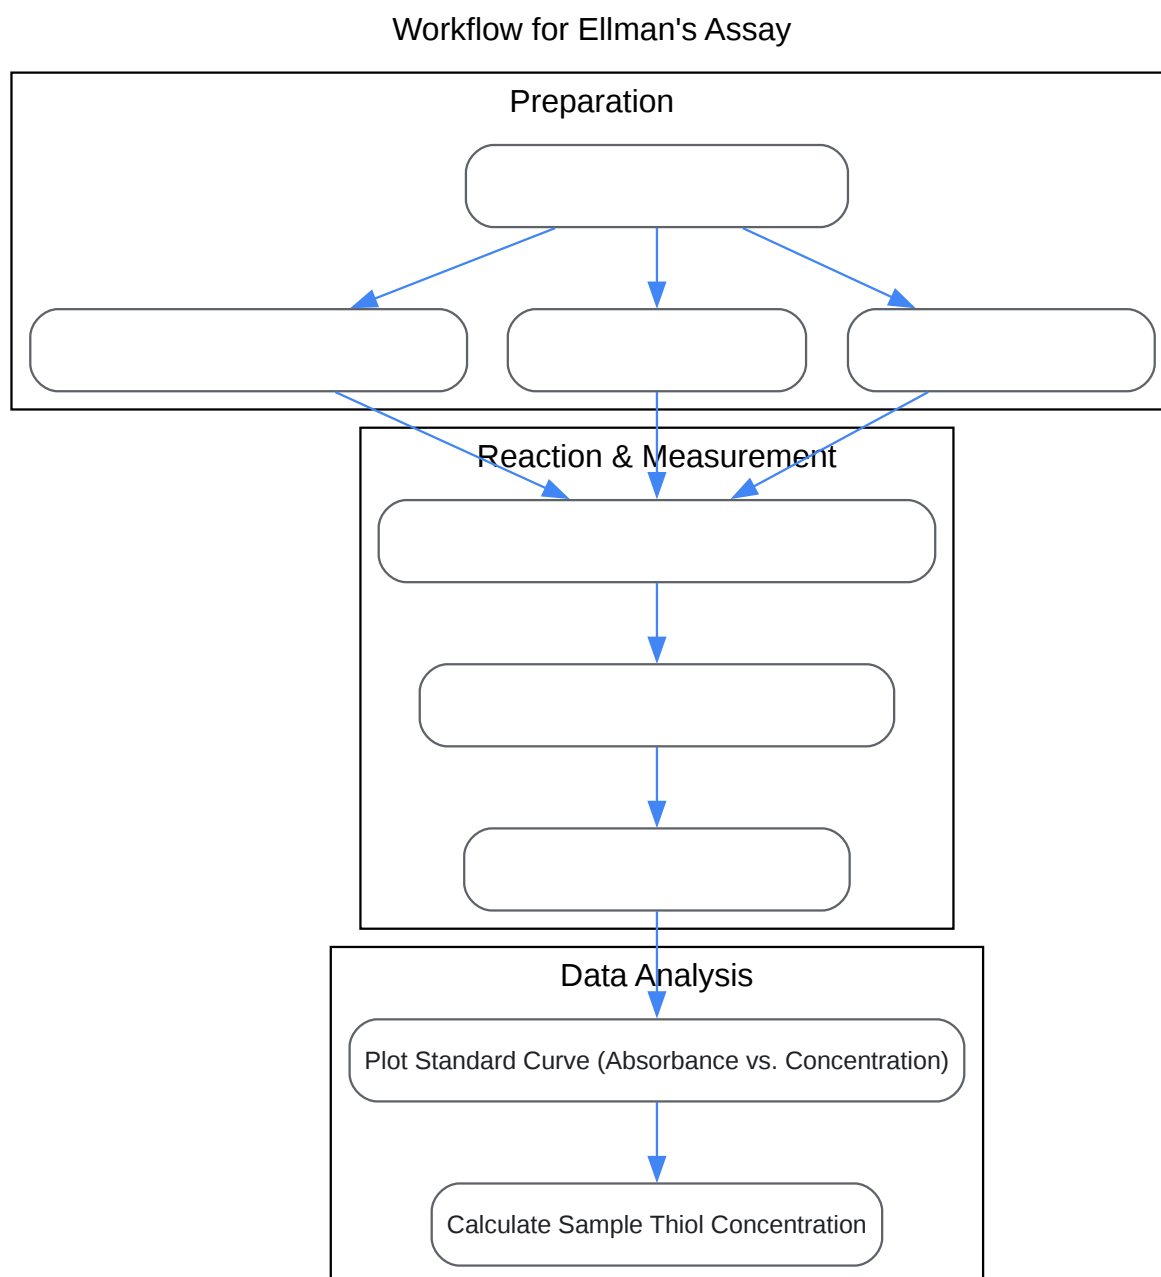 Workflow for Ellman's Assay
Preparation
Reaction & Measurement
Data Analysis
Plot Standard Curve (Absorbance vs. Concentration)
Calculate Sample Thiol Concentration